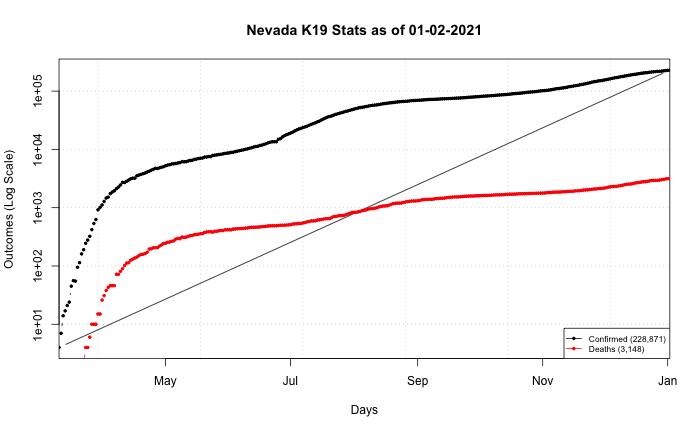 Nevada K19 Stats as of 01-02-2021
Outcomes (Log Scale)
1e+05
1e+04
1e+03
1e+02
1e+01
Confirmed (228,871)
Deaths (3,148)
May Jul Sep Nov Jan
Days